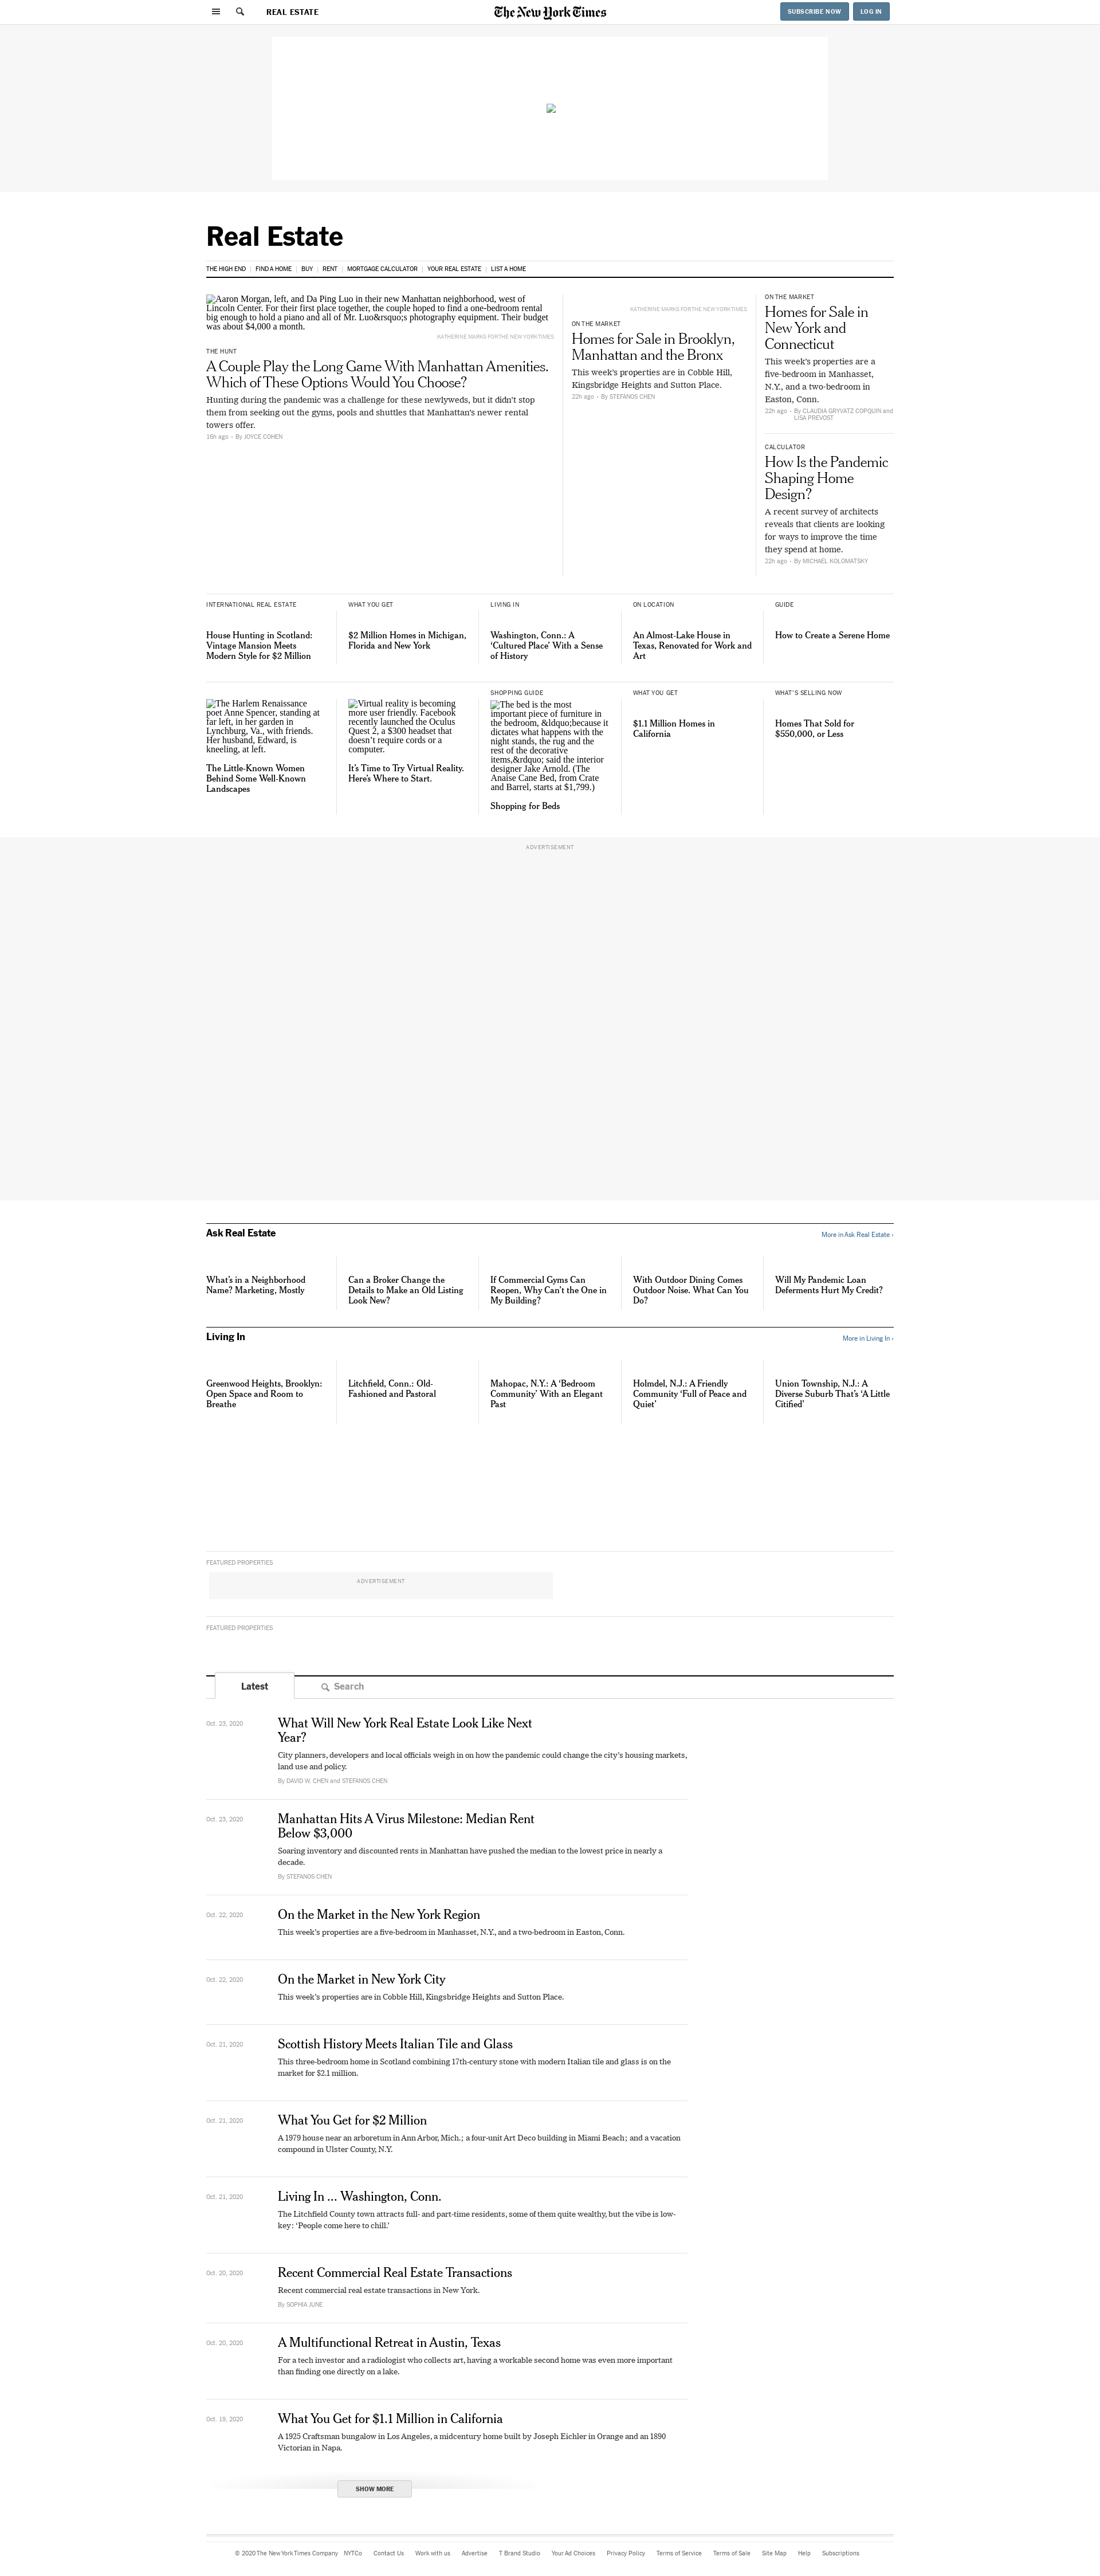 REAL ESTATE
The New York Times
SUBSCRIBE NOW
LOG IN
Real Estate
THE HIGH END | FIND A HOME | BUY | RENT | MORTGAGE CALCULATOR | YOUR REAL ESTATE | LIST A HOME
Aaron Morgan, left, and Da Ping Luo in their new Manhattan neighborhood, west of
Lincoln Center. For their first place together, the couple hoped to find a one-bedroom rental
big enough to hold a piano and all of Mr. Luo&rsquo;s photography equipment. Their budget
was about $4,000 a month.
KATHERINE MARKS FOR THE NEW YORK TIMES
THE HUNT
A Couple Play the Long Game With Manhattan Amenities.
Which of These Options Would You Choose?
Hunting during the pandemic was a challenge for these newlyweds, but it didn't stop
them from seeking out the gyms, pools and shuttles that Manhattan's newer rental
towers offer.
16h ago · By JOYCE COHEN
KATHERINE MARKS FOR THE NEW YORK TIMES
ON THE MARKET
Homes for Sale in Brooklyn,
Manhattan and the Bronx
This week's properties are in Cobble Hill,
Kingsbridge Heights and Sutton Place.
22h ago · By STEFANOS CHEN
ON THE MARKET
Homes for Sale in
New York and
Connecticut
This week's properties are a
five-bedroom in Manhasset,
N.Y., and a two-bedroom in
Easton, Conn.
22h ago · By CLAUDIA GRYVATZ COPQUIN and
LISA PREVOST
CALCULATOR
How Is the Pandemic
Shaping Home
Design?
A recent survey of architects
reveals that clients are looking
for ways to improve the time
they spend at home.
22h ago · By MICHAEL KOLOMATSKY
INTERNATIONAL REAL ESTATE
House Hunting in Scotland:
Vintage Mansion Meets
Modern Style for $2 Million
WHAT YOU GET
$2 Million Homes in Michigan,
Florida and New York
LIVING IN
Washington, Conn.: A
‘Cultured Place’ With a Sense
of History
ON LOCATION
An Almost-Lake House in
Texas, Renovated for Work and
Art
GUIDE
How to Create a Serene Home
The Harlem Renaissance
poet Anne Spencer, standing at
far left, in her garden in
Lynchburg, Va., with friends.
Her husband, Edward, is
kneeling, at left.
The Little-Known Women
Behind Some Well-Known
Landscapes
Virtual reality is becoming
more user friendly. Facebook
recently launched the Oculus
Quest 2, a $300 headset that
doesn’t require cords or a
computer.
It’s Time to Try Virtual Reality.
Here’s Where to Start.
SHOPPING GUIDE
The bed is the most
important piece of furniture in
the bedroom, &ldquo;because it
dictates what happens with the
night stands, the rug and the
rest of the decorative
items,&rdquo; said the interior
designer Jake Arnold. (The
Anaise Cane Bed, from Crate
and Barrel, starts at $1,799.)
Shopping for Beds
WHAT YOU GET
$1.1 Million Homes in
California
WHAT'S SELLING NOW
Homes That Sold for
$550,000, or Less
ADVERTISEMENT
Ask Real Estate
More in Ask Real Estate ›
What’s in a Neighborhood
Name? Marketing, Mostly
Can a Broker Change the
Details to Make an Old Listing
Look New?
If Commercial Gyms Can
Reopen, Why Can’t the One in
My Building?
With Outdoor Dining Comes
Outdoor Noise. What Can You
Do?
Will My Pandemic Loan
Deferments Hurt My Credit?
Living In
More in Living In ›
Greenwood Heights, Brooklyn:
Open Space and Room to
Breathe
Litchfield, Conn.: Old-
Fashioned and Pastoral
Mahopac, N.Y.: A ‘Bedroom
Community’ With an Elegant
Past
Holmdel, N.J.: A Friendly
Community ‘Full of Peace and
Quiet’
Union Township, N.J.: A
Diverse Suburb That’s ‘A Little
Citified’
FEATURED PROPERTIES
ADVERTISEMENT
FEATURED PROPERTIES
Latest
Search
Oct. 23, 2020
What Will New York Real Estate Look Like Next
Year?
City planners, developers and local officials weigh in on how the pandemic could change the city’s housing markets,
land use and policy.
By DAVID W. CHEN and STEFANOS CHEN
Oct. 23, 2020
Manhattan Hits A Virus Milestone: Median Rent
Below $3,000
Soaring inventory and discounted rents in Manhattan have pushed the median to the lowest price in nearly a
decade.
By STEFANOS CHEN
Oct. 22, 2020
On the Market in the New York Region
This week’s properties are a five-bedroom in Manhasset, N.Y., and a two-bedroom in Easton, Conn.
Oct. 22, 2020
On the Market in New York City
This week’s properties are in Cobble Hill, Kingsbridge Heights and Sutton Place.
Oct. 21, 2020
Scottish History Meets Italian Tile and Glass
This three-bedroom home in Scotland combining 17th-century stone with modern Italian tile and glass is on the
market for $2.1 million.
Oct. 21, 2020
What You Get for $2 Million
A 1979 house near an arboretum in Ann Arbor, Mich.; a four-unit Art Deco building in Miami Beach; and a vacation
compound in Ulster County, N.Y.
Oct. 21, 2020
Living In ... Washington, Conn.
The Litchfield County town attracts full- and part-time residents, some of them quite wealthy, but the vibe is low-
key: ‘People come here to chill.’
Oct. 20, 2020
Recent Commercial Real Estate Transactions
Recent commercial real estate transactions in New York.
By SOPHIA JUNE
Oct. 20, 2020
A Multifunctional Retreat in Austin, Texas
For a tech investor and a radiologist who collects art, having a workable second home was even more important
than finding one directly on a lake.
Oct. 19, 2020
What You Get for $1.1 Million in California
A 1925 Craftsman bungalow in Los Angeles, a midcentury home built by Joseph Eichler in Orange and an 1890
Victorian in Napa.
SHOW MORE
© 2020 The New York Times Company NYTCo Contact Us Work with us Advertise T Brand Studio Your Ad Choices Privacy Policy Terms of Service Terms of Sale Site Map Help Subscriptions